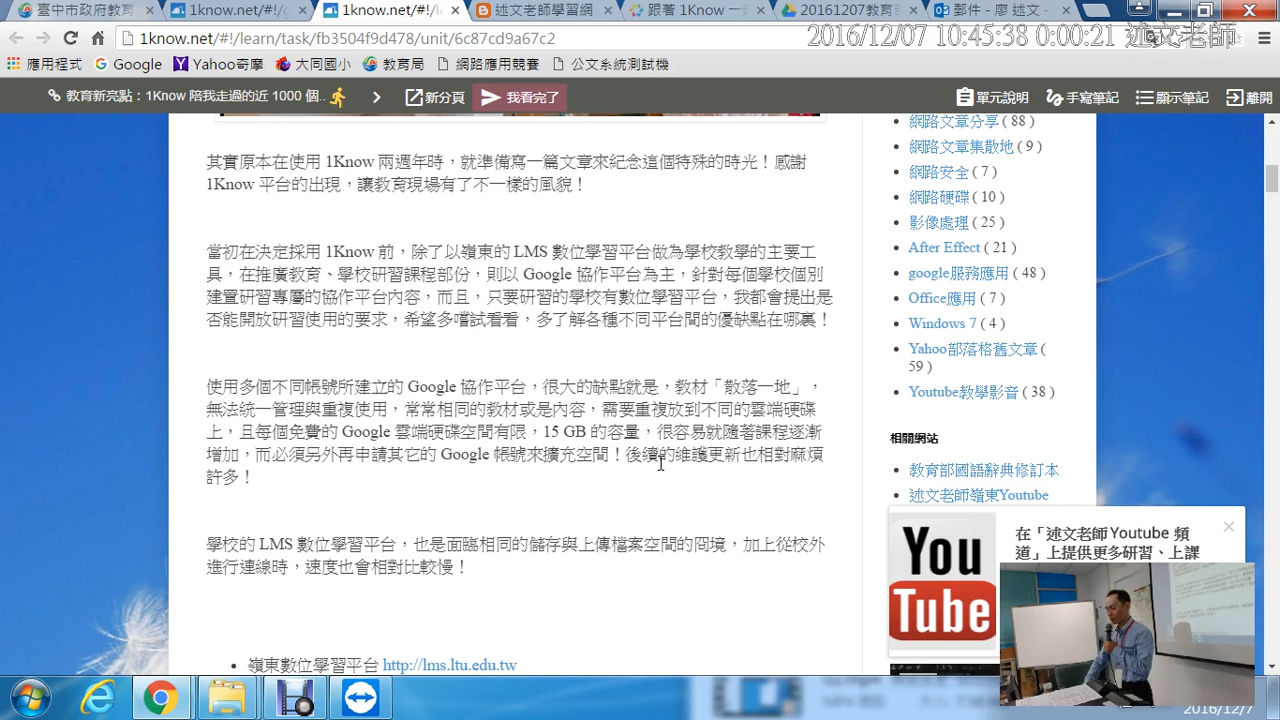 臺中市政府教育
1know.net/#!/g
1know.net/#!/l
述文老師學習網
跟著 1Know 一
20161207教育
郵件 - 廖 述文 -
1know.net/#!/learn/task/fb3504f9d478/unit/6c87cd9a67c2
2016/12/07 10:45:38 0:00:21 述文老師
應用程式
Google
Yahoo奇摩
大同國小
教育局
網路應用競賽
公文系統測試機
教育新亮點：1Know 陪我走過的近 1000 個..
新分頁
我看完了
單元說明
手寫筆記
顯示筆記
離開
其實原本在使用 1Know 兩週年時，就準備寫一篇文章來紀念這個特殊的時光！感謝
1Know 平台的出現，讓教育現場有了不一樣的風貌！
當初在決定採用 1Know 前，除了以嶺東的 LMS 數位學習平台做為學校教學的主要工
具，在推廣教育、學校研習課程部份，則以 Google 協作平台為主，針對每個學校個別
建置研習專屬的協作平台內容，而且，只要研習的學校有數位學習平台，我都會提出是
否能開放研習使用的要求，希望多嚐試看看，多了解各種不同平台間的優缺點在哪裏！
使用多個不同帳號所建立的 Google 協作平台，很大的缺點就是，教材「散落一地」，
無法統一管理與重複使用，常常相同的教材或是內容，需要重複放到不同的雲端硬碟
上，且每個免費的 Google 雲端硬碟空間有限，15 GB 的容量，很容易就隨著課程逐漸
增加，而必須另外再申請其它的 Google 帳號來擴充空間！後續的維護更新也相對麻煩
許多！
學校的 LMS 數位學習平台，也是面臨相同的儲存與上傳檔案空間的冏境，加上從校外
進行連線時，速度也會相對比較慢！
嶺東數位學習平台 http://lms.ltu.edu.tw
網路文章分享 ( 88 )
網路文章集散地 ( 9 )
網路安全 ( 7 )
網路硬碟 ( 10 )
影像處理 ( 25 )
After Effect ( 21 )
google服務應用 ( 48 )
Office應用 ( 7 )
Windows 7 ( 4 )
Yahoo部落格舊文章 (
59 )
Youtube教學影音 ( 38 )
相關網站
教育部國語辭典修訂本
述文老師嶺東Youtube
You
Tube
在「述文老師Youtube 頻
道」上提供更多研習、上課
2016/12/7